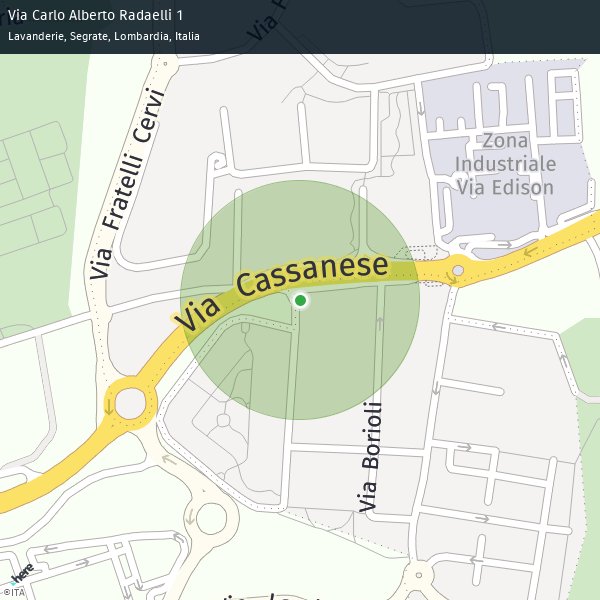 Via Carlo Alberto Radaelli 1
Lavanderie, Segrate, Lombardia, Italia
Via Fratelli Cervi
Zona
Industriale
Via Edison
Via Cassanese
Via Borioli
here
©ITA